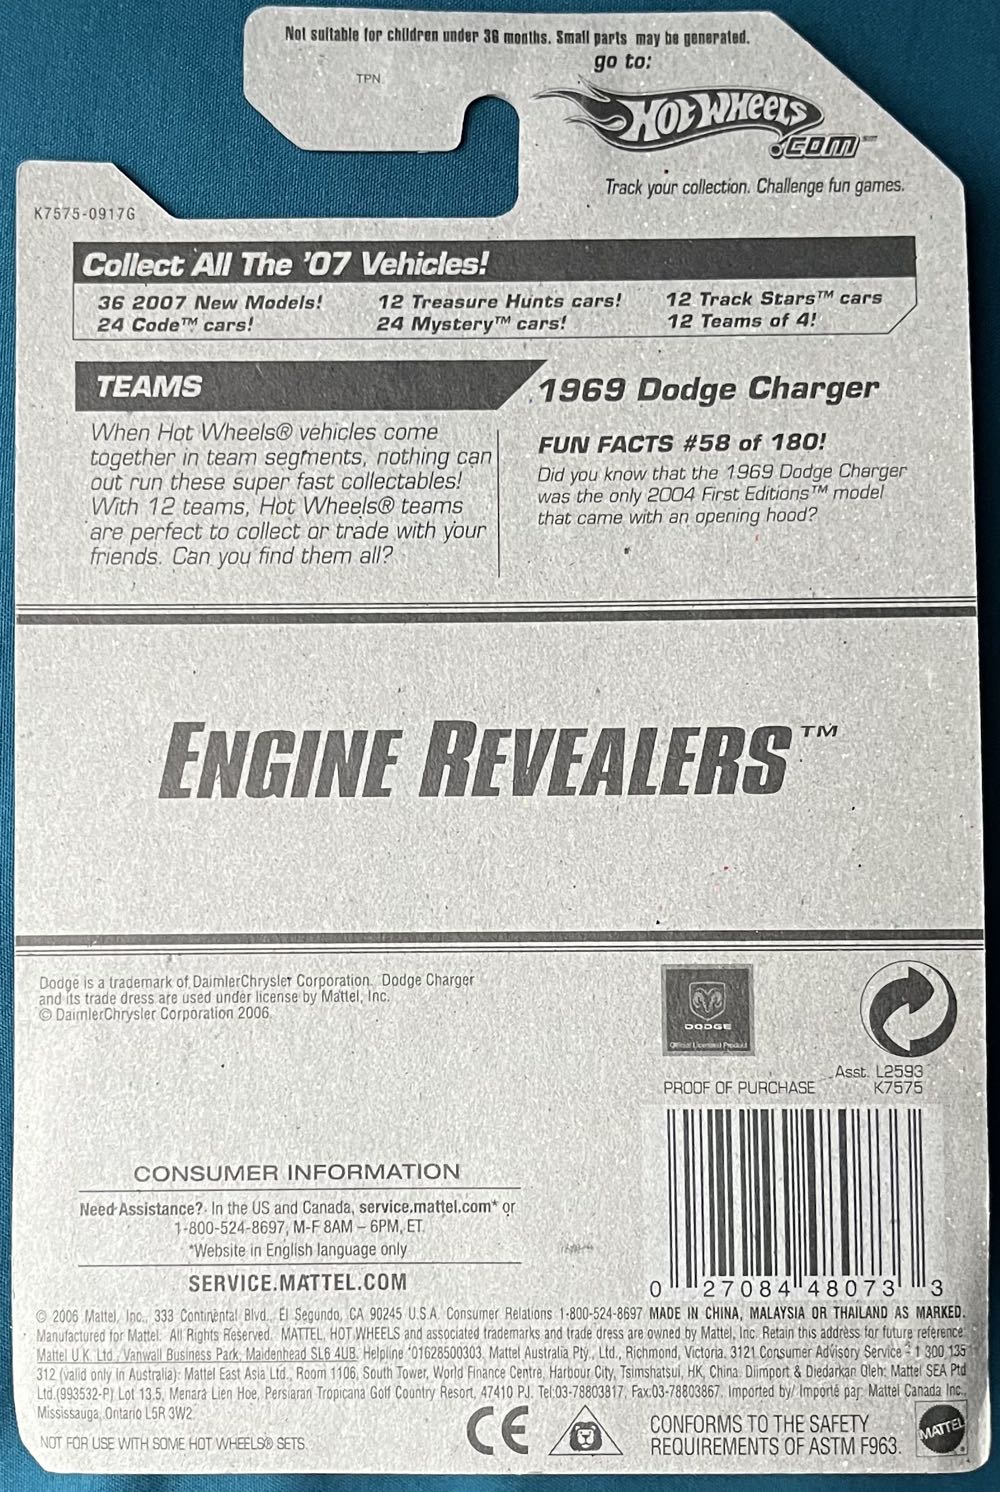 Not suitable for children under 36 months. Small parts may be generated.
TPN
go to:
HOT WHEELS
.COM™
Track your collection. Challenge fun games.
K7575-0917G
Collect All The '07 Vehicles!
36 2007 New Models! 12 Treasure Hunts cars! 12 Track Stars™ cars
24 Code™ cars! 24 Mystery™ cars! 12 Teams of 4!
TEAMS
When Hot Wheels® vehicles come
together in team segments, nothing can
out run these super fast collectables!
With 12 teams, Hot Wheels® teams
are perfect to collect or trade with your
friends. Can you find them all?
1969 Dodge Charger
FUN FACTS #58 of 180!
Did you know that the 1969 Dodge Charger
was the only 2004 First Editions™ model
that came with an opening hood?
ENGINE REVEALERS™
Dodge is a trademark of DaimlerChrysler Corporation. Dodge Charger
and its trade dress are used under license by Mattel, Inc.
© DaimlerChrysler Corporation 2006.
DODGE
Official Licensed Product
Asst. L2593
PROOF OF PURCHASE K7575
0 27084 48073 3
CONSUMER INFORMATION
Need Assistance? In the US and Canada, service.mattel.com* or
1-800-524-8697, M-F 8AM – 6PM, ET.
*Website in English language only
SERVICE.MATTEL.COM
© 2006 Mattel, Inc., 333 Continental Blvd., El Segundo, CA 90245 U.S.A. Consumer Relations 1-800-524-8697 MADE IN CHINA, MALAYSIA OR THAILAND AS MARKED.
Manufactured for Mattel. All Rights Reserved. MATTEL, HOT WHEELS and associated trademarks and trade dress are owned by Mattel, Inc. Retain this address for future reference:
Mattel U.K. Ltd., Vanwall Business Park, Maidenhead SL6 4UB. Helpline *01628500303. Mattel Australia Pty., Ltd., Richmond, Victoria. 3121.Consumer Advisory Service - 1 300 135
312 (valid only in Australia): Mattel East Asia Ltd., Room 1106, South Tower, World Finance Centre, Harbour City, Tsimshatsui, HK, China. Diimport & Diedarkan Oleh: Mattel SEA Ptd
Ltd.(993532-P) Lot 13.5, Menara Lien Hoe, Persiaran Tropicana Golf Country Resort, 47410 PJ. Tel:03-78803817, Fax:03-78803867. Imported by/ Importé par: Mattel Canada Inc.,
Mississauga, Ontario L5R 3W2.
NOT FOR USE WITH SOME HOT WHEELS® SETS.
CE
CONFORMS TO THE SAFETY
REQUIREMENTS OF ASTM F963.
MATTEL